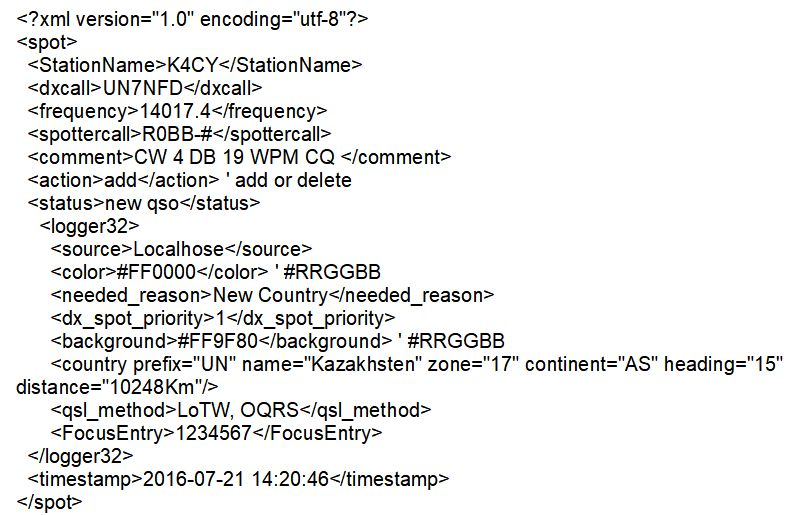 <?xml version="1.0" encoding="utf-8"?>
<spot>
<StationName>K4CY</StationName>
<dxcall>UN7NFD</dxcall>
<frequency>14017.4</frequency>
<spottercall>R0BB-#</spottercall>
<comment>CW 4 DB 19 WPM CQ </comment>
<action>add</action> ' add or delete
<status>new qso</status>
<logger32>
<source>Localhose</source>
<color>#FF0000</color> ' #RRGGBB
<needed_reason>New Country</needed_reason>
<dx_spot_priority>1</dx_spot_priority>
<background>#FF9F80</background> ' #RRGGBB
<country prefix="UN" name="Kazakhsten" zone="17" continent="AS" heading="15"
distance="10248Km"/>
<qsl_method>LoTW, OQRS</qsl_method>
<FocusEntry>1234567</FocusEntry>
</logger32>
<timestamp>2016-07-21 14:20:46</timestamp>
</spot>